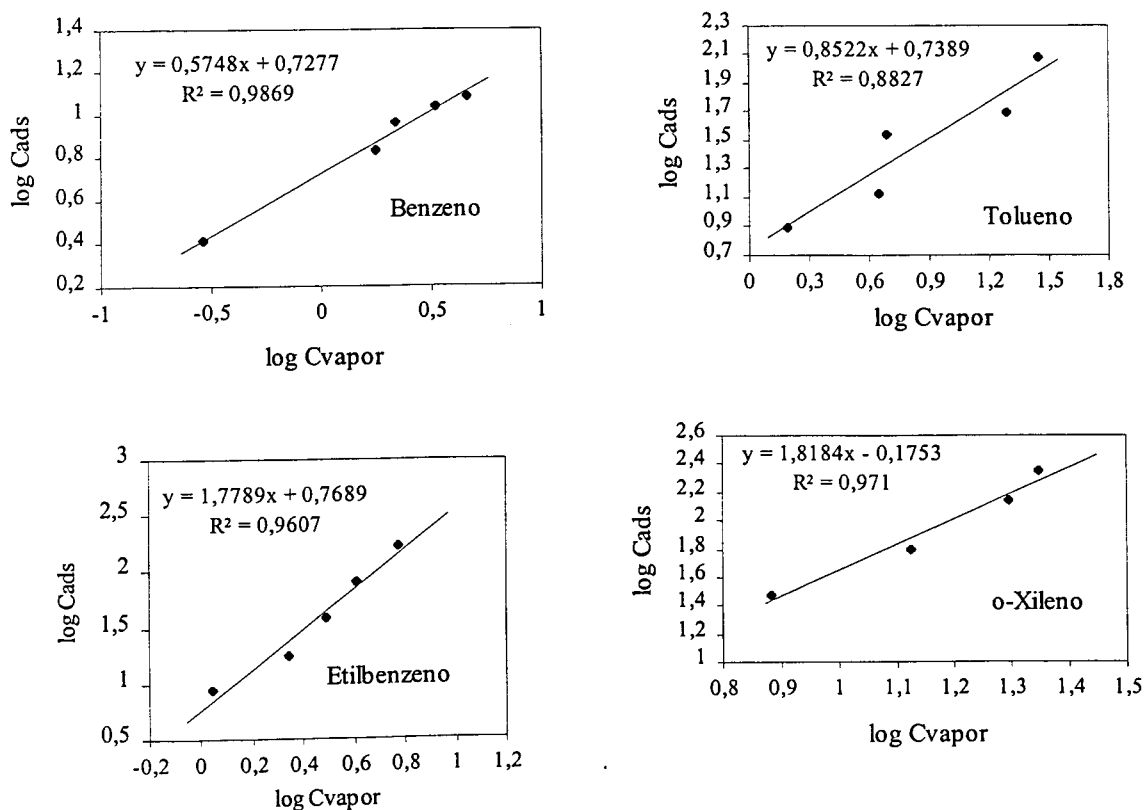 1,4
1,2
1
0,8
0,6
0,4
0,2
log Cads
y = 0,5748x + 0,7277
R² = 0,9869
Benzeno
-1
-0,5
0
0,5
1
log Cvapor
2,3
2,1
1,9
1,7
1,5
1,3
1,1
0,9
0,7
log Cads
y = 0,8522x + 0,7389
R² = 0,8827
Tolueno
0
0,3
0,6
0,9
1,2
1,5
1,8
log Cvapor
3
2,5
2
1,5
1
0,5
log Cads
y = 1,7789x + 0,7689
R² = 0,9607
Etilbenzeno
-0,2
0
0,2
0,4
0,6
0,8
1
1,2
log Cvapor
2,6
2,4
2,2
2
1,8
1,6
1,4
1,2
1
log Cads
y = 1,8184x - 0,1753
R² = 0,971
o-Xileno
0,8
0,9
1
1,1
1,2
1,3
1,4
1,5
log Cvapor